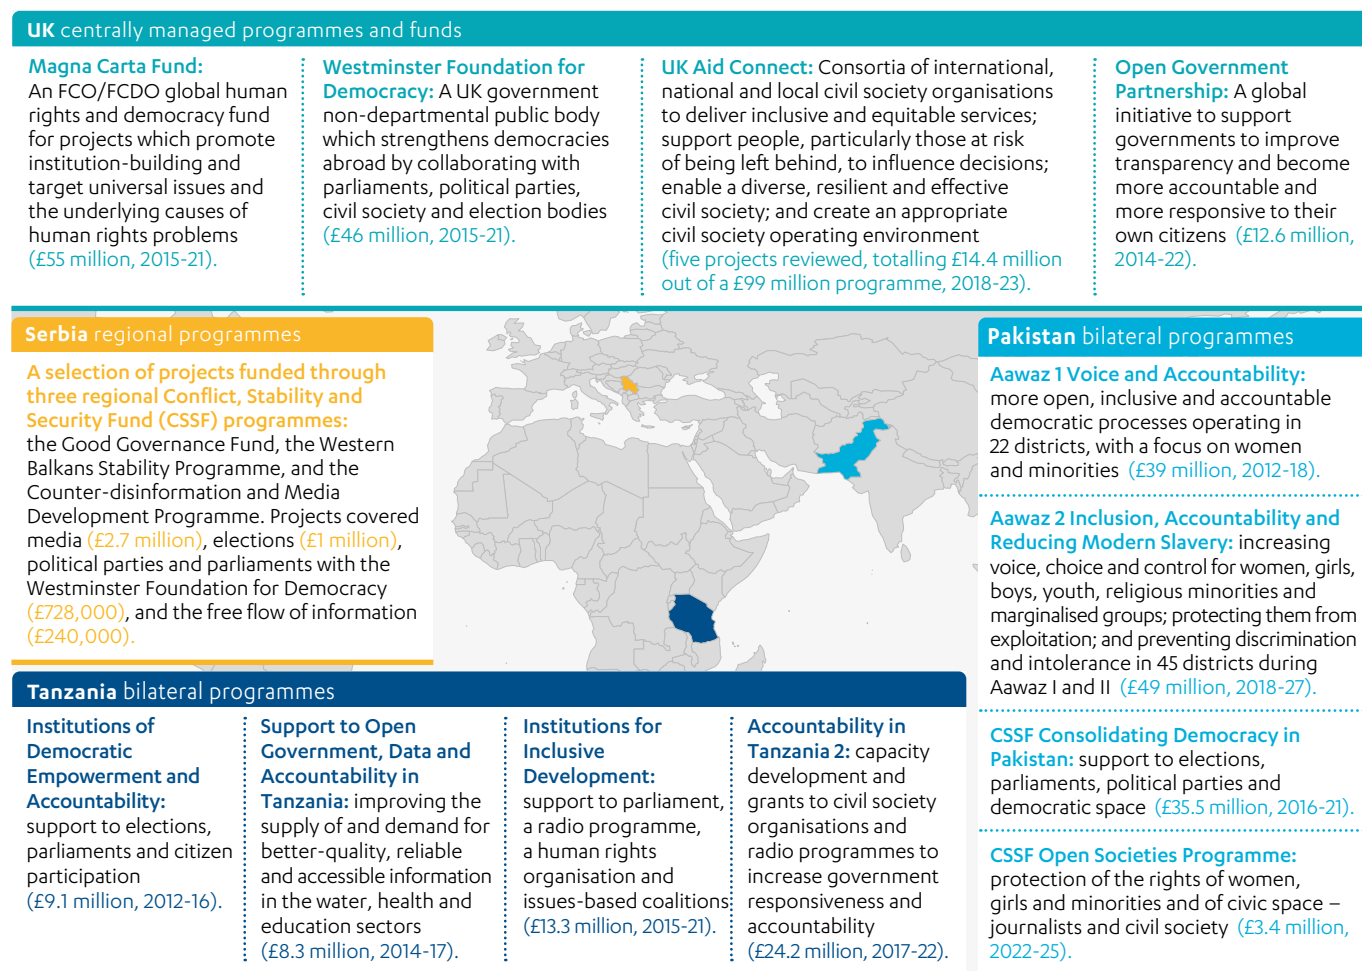 UK centrally managed programmes and funds
Magna Carta Fund:
An FCO/FCDO global human
rights and democracy fund
for projects which promote
institution-building and
target universal issues and
the underlying causes of
human rights problems
(£55 million, 2015-21).
Westminster Foundation for
Democracy: A UK government
non-departmental public body
which strengthens democracies
abroad by collaborating with
parliaments, political parties,
civil society and election bodies
(£46 million, 2015-21).
UK Aid Connect: Consortia of international,
national and local civil society organisations
to deliver inclusive and equitable services;
support people, particularly those at risk
of being left behind, to influence decisions;
enable a diverse, resilient and effective
civil society; and create an appropriate
civil society operating environment
(five projects reviewed, totalling £14.4 million
out of a £99 million programme, 2018-23).
Open Government
Partnership: A global
initiative to support
governments to improve
transparency and become
more accountable and
more responsive to their
own citizens (£12.6 million,
2014-22).
Serbia regional programmes
A selection of projects funded through
three regional Conflict, Stability and
Security Fund (CSSF) programmes:
the Good Governance Fund, the Western
Balkans Stability Programme, and the
Counter-disinformation and Media
Development Programme. Projects covered
media (£2.7 million), elections (£1 million),
political parties and parliaments with the
Westminster Foundation for Democracy
(£728,000), and the free flow of information
(£240,000).
Pakistan bilateral programmes
Aawaz 1 Voice and Accountability:
more open, inclusive and accountable
democratic processes operating in
22 districts, with a focus on women
and minorities (£39 million, 2012-18).
Aawaz 2 Inclusion, Accountability and
Reducing Modern Slavery: increasing
voice, choice and control for women, girls,
boys, youth, religious minorities and
marginalised groups; protecting them from
exploitation; and preventing discrimination
and intolerance in 45 districts during
Aawaz I and II (£49 million, 2018-27).
CSSF Consolidating Democracy in
Pakistan: support to elections,
parliaments, political parties and
democratic space (£35.5 million, 2016-21).
CSSF Open Societies Programme:
protection of the rights of women,
girls and minorities and of civic space –
journalists and civil society (£3.4 million,
2022-25).
Tanzania bilateral programmes
Institutions of
Democratic
Empowerment and
Accountability:
support to elections,
parliaments and citizen
participation
(£9.1 million, 2012-16).
Support to Open
Government, Data and
Accountability in
Tanzania: improving the
supply of and demand for
better-quality, reliable
and accessible information
in the water, health and
education sectors
(£8.3 million, 2014-17).
Institutions for
Inclusive
Development:
support to parliament,
a radio programme,
a human rights
organisation and
issues-based coalitions
(£13.3 million, 2015-21).
Accountability in
Tanzania 2: capacity
development and
grants to civil society
organisations and
radio programmes to
increase government
responsiveness and
accountability
(£24.2 million, 2017-22).